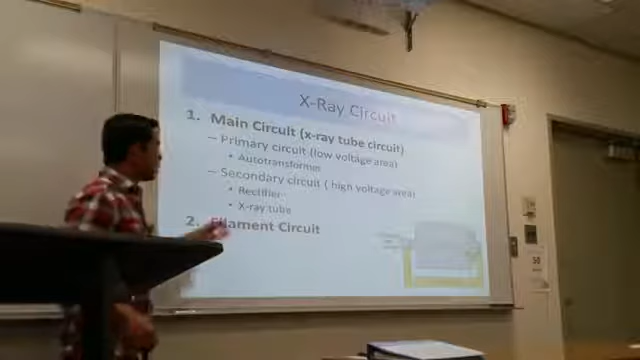 X-Ray Circuit
1. Main Circuit (x-ray tube circuit)
– Primary circuit (low voltage area)
• Autotransformer
– Secondary circuit ( high voltage area)
• Rectifier
• X-ray tube
2. Filament Circuit
50